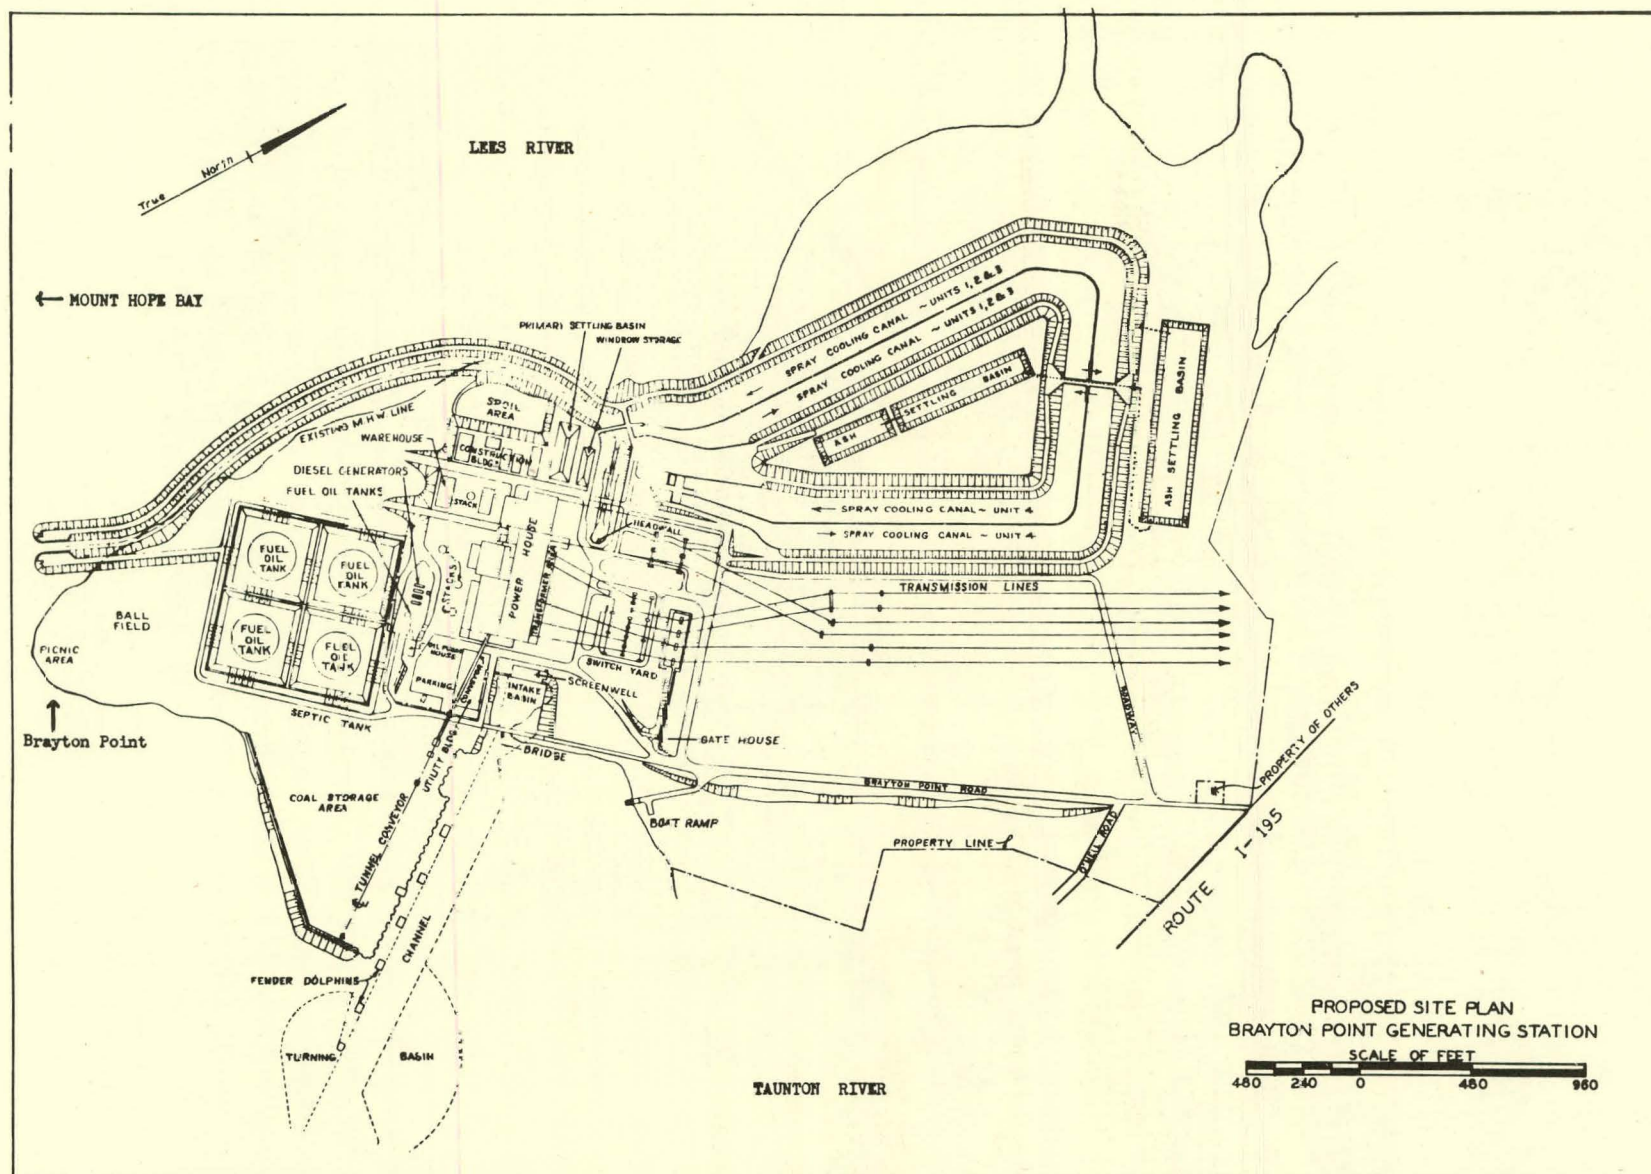 LEES RIVER
True North
← MOUNT HOPE BAY
PRIMARY SETTLING BASIN
WINDROW STORAGE
SPRAY COOLING CANAL ~ UNITS 1, 2 & 3
SPRAY COOLING CANAL ~ UNITS 1, 2 & 3
ASH SETTLING BASIN
ASH SETTLING BASIN
SPOIL
AREA
EXISTING M.H.W. LINE
WAREHOUSE
CONSTRUCTION
BLDGS.
DIESEL GENERATORS
FUEL OIL TANKS
STACK
HEADWALL
← SPRAY COOLING CANAL ~ UNIT 4
→ SPRAY COOLING CANAL ~ UNIT 4
FUEL
OIL
TANK
FUEL
OIL
TANK
FUEL
OIL
TANK
FUEL
OIL
TANK
STACKS
POWER HOUSE
TRANSFORMER AREA
TRANSMISSION LINES
BALL
FIELD
PICNIC
AREA
OIL PUMP
HOUSE
PARKING
CONVEYOR
PARKING
SWITCH YARD
SCREENWELL
INTAKE
BASIN
SEPTIC TANK
ROADWAY
Brayton Point
GATE HOUSE
BRIDGE
UTILITY BLDG.
PROPERTY OF OTHERS
BRAYTON POINT ROAD
COAL STORAGE
AREA
TUNNEL CONVEYOR
BOAT RAMP
PROPERTY LINE
O'NEIL ROAD
ROUTE I-195
CHANNEL
FENDER DOLPHINS
TURNING BASIN
TAUNTON RIVER
PROPOSED SITE PLAN
BRAYTON POINT GENERATING STATION
SCALE OF FEET
480 240 0 480 960